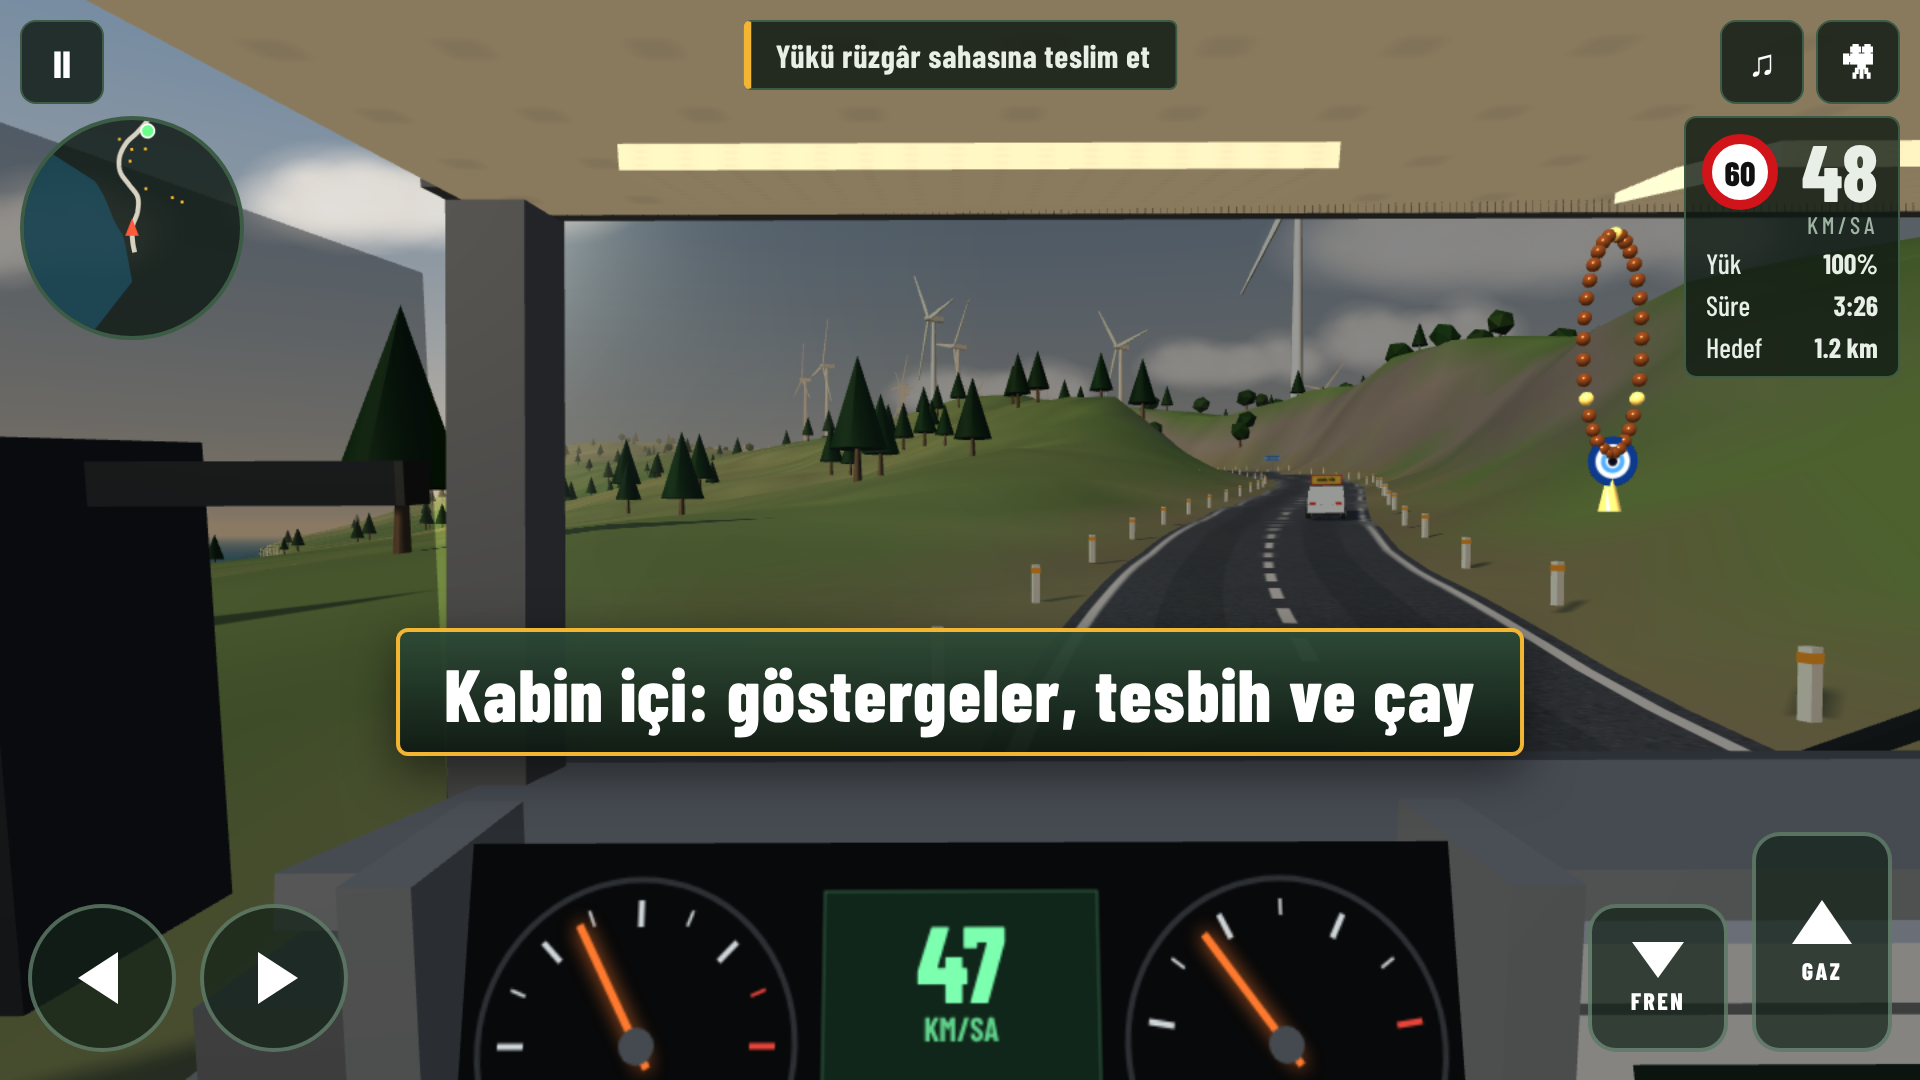 Yükü rüzgâr sahasına teslim et
60
48
KM/SA
Yük 100%
Süre 3:26
Hedef 1.2 km
Kabin içi: göstergeler, tesbih ve çay
47
KM/SA
FREN
GAZ